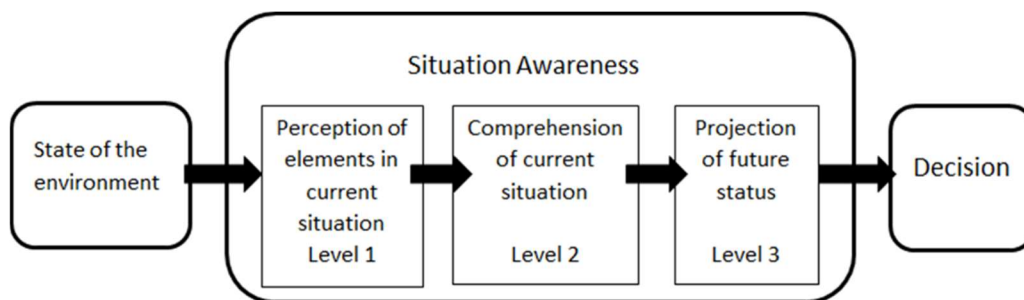 Situation Awareness
State of the
environment
Perception of
elements in
current
situation
Level 1
Comprehension
of current
situation
Level 2
Projection
of future
status
Level 3
Decision